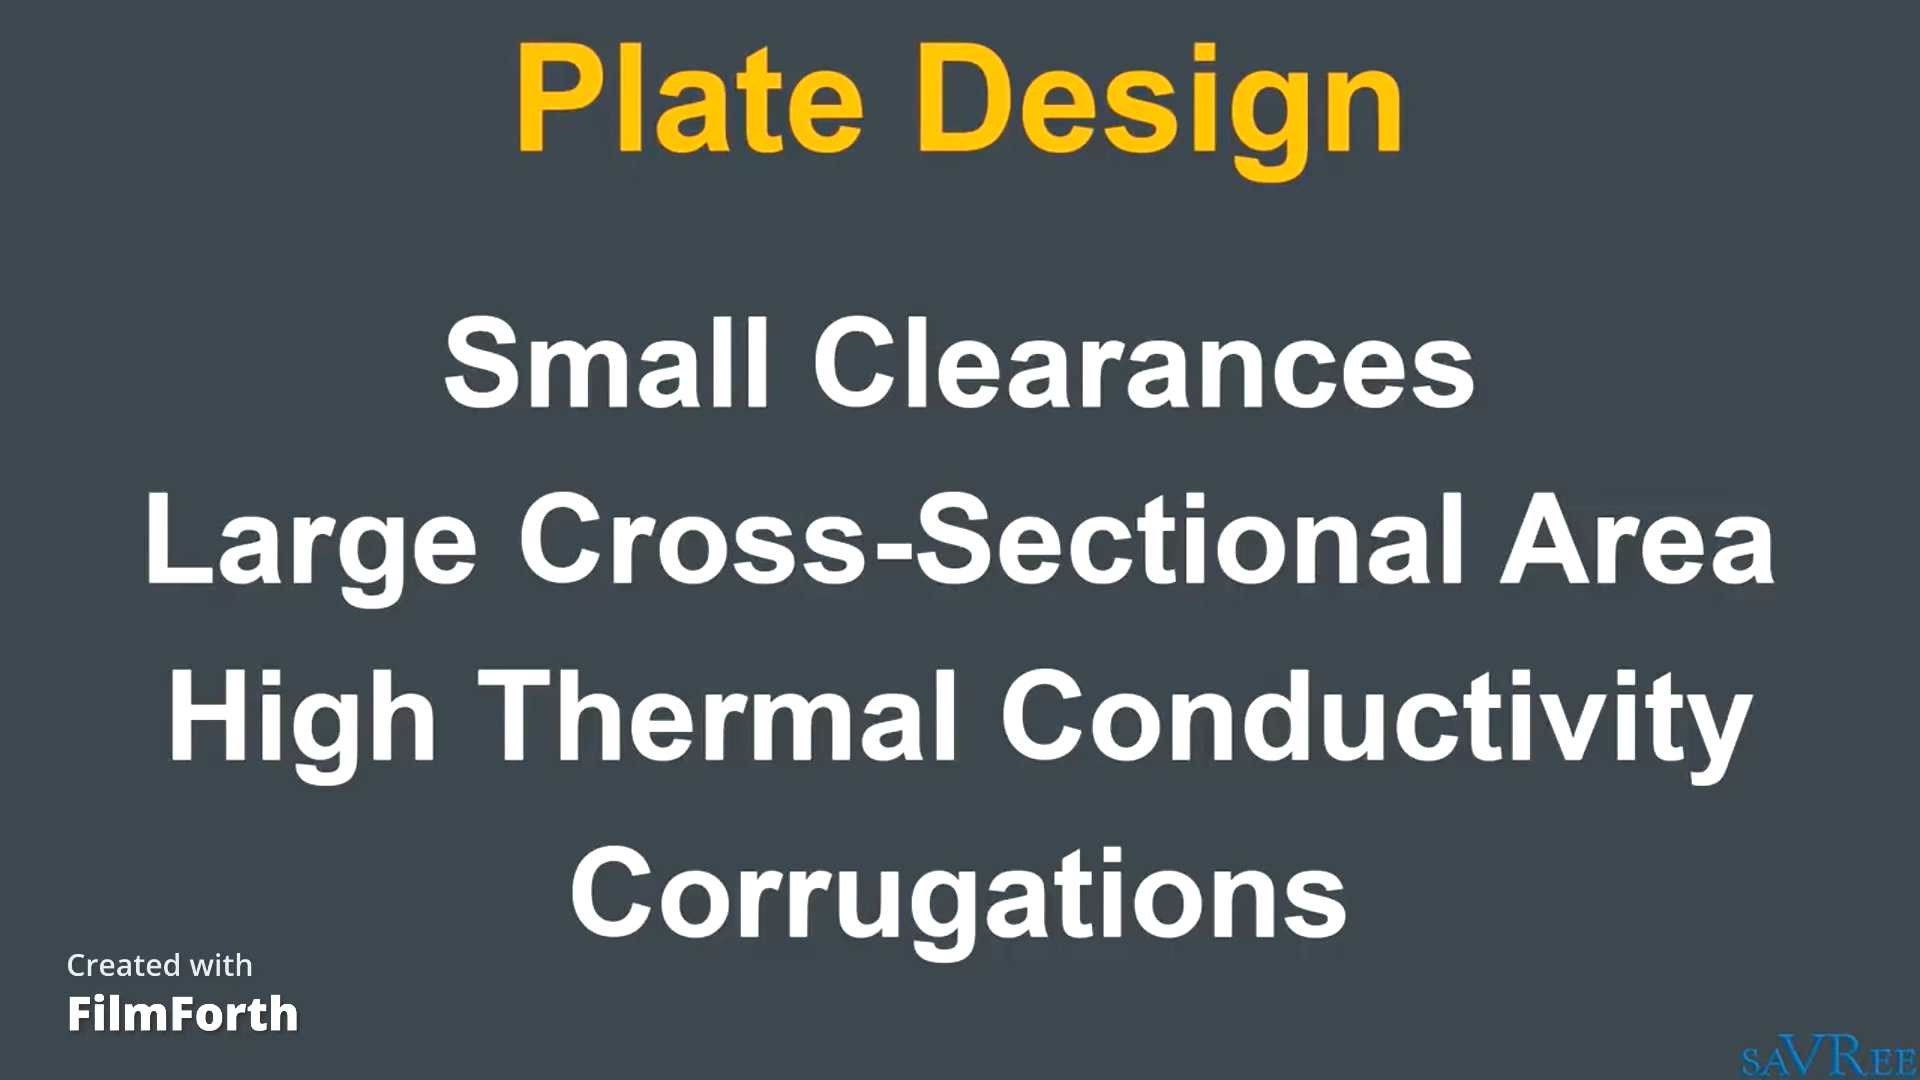 Plate Design
Small Clearances
Large Cross-Sectional Area
High Thermal Conductivity
Corrugations
Created with
FilmForth
saVRee